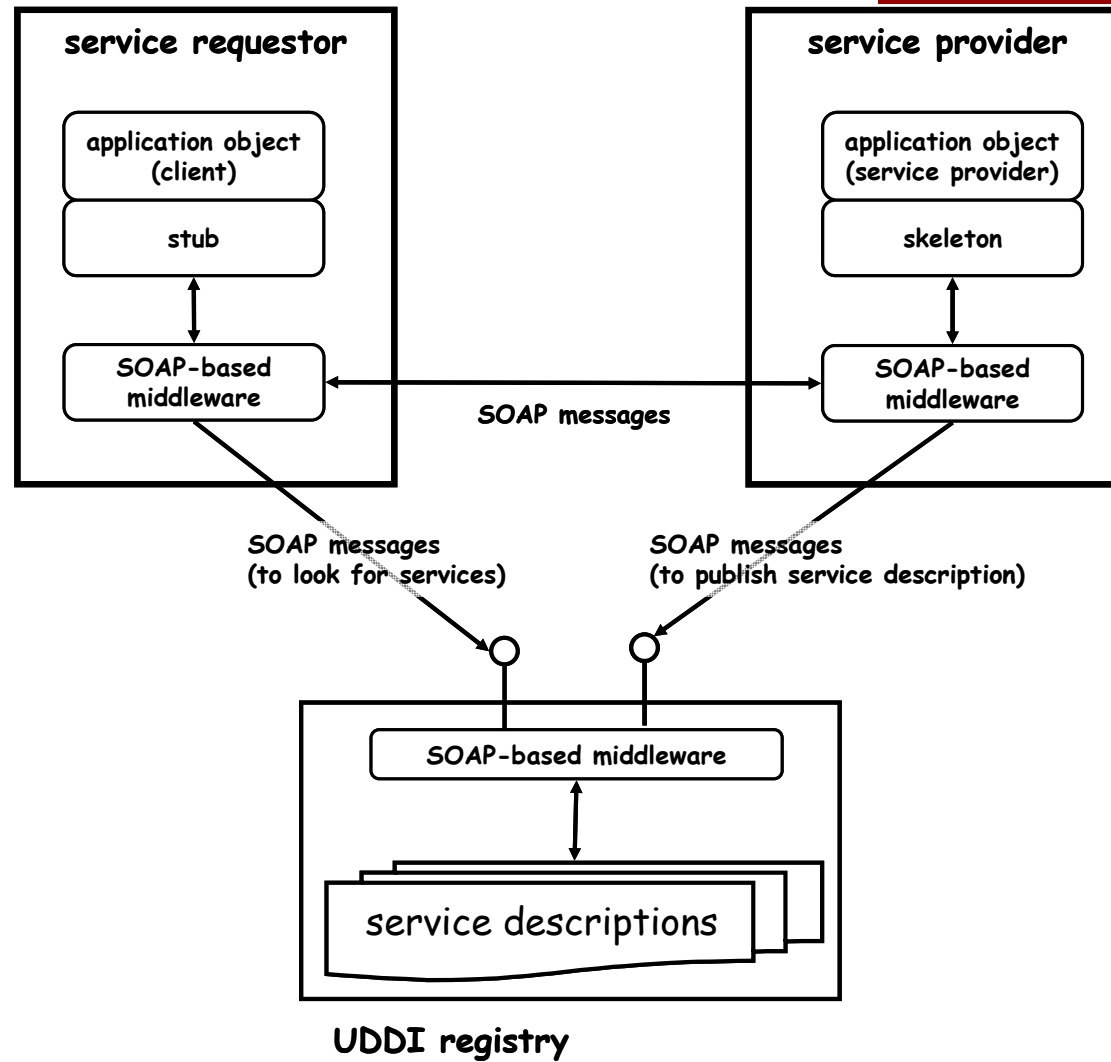 service requestor
application object
(client)
stub
SOAP-based
middleware
service provider
application object
(service provider)
skeleton
SOAP-based
middleware
SOAP messages
SOAP messages
(to look for services)
SOAP messages
(to publish service description)
SOAP-based middleware
service descriptions
UDDI registry